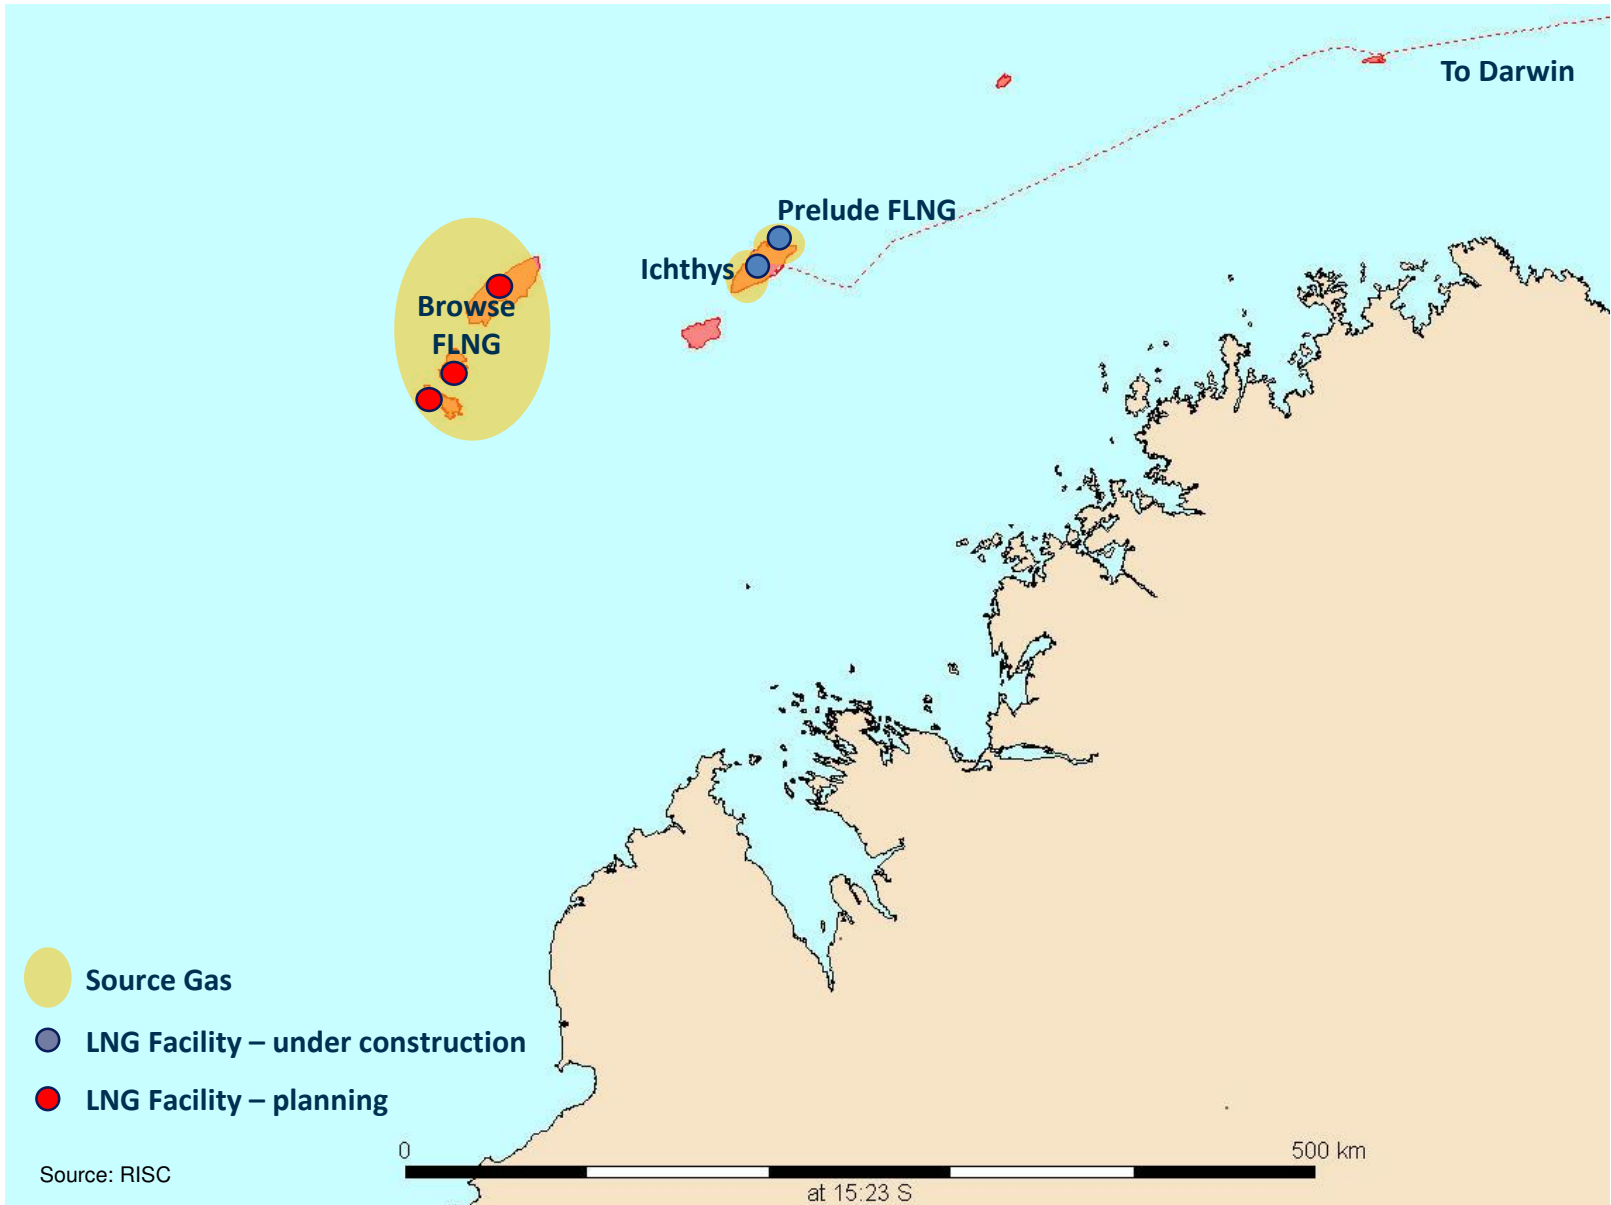 To Darwin
Prelude FLNG
Ichthys
Browse
FLNG
Source Gas
LNG Facility – under construction
LNG Facility – planning
Source: RISC
0
500 km
at 15:23 S